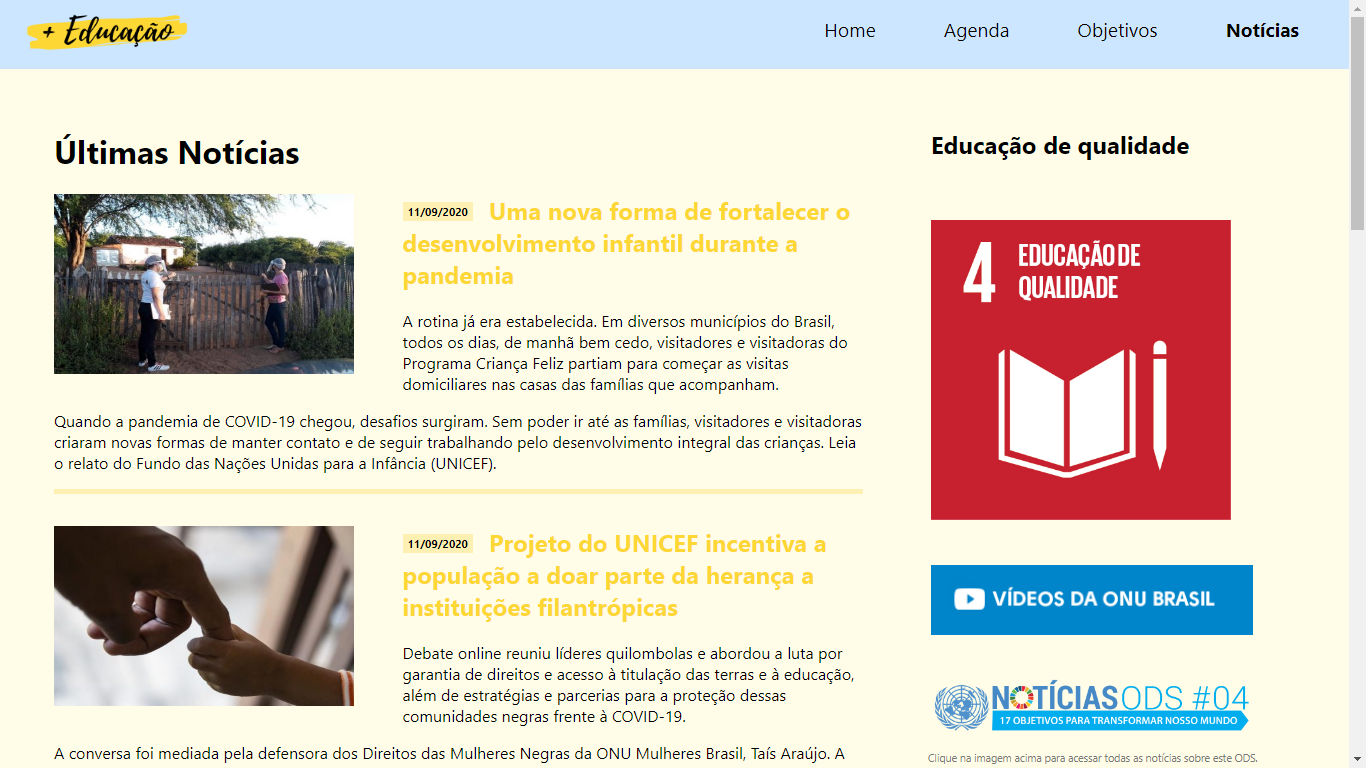 + Educação
Home
Agenda
Objetivos
Notícias
Últimas Notícias
11/09/2020 Uma nova forma de fortalecer o
desenvolvimento infantil durante a
pandemia
A rotina já era estabelecida. Em diversos municípios do Brasil,
todos os dias, de manhã bem cedo, visitadores e visitadoras do
Programa Criança Feliz partiam para começar as visitas
domiciliares nas casas das famílias que acompanham.
Quando a pandemia de COVID-19 chegou, desafios surgiram. Sem poder ir até as famílias, visitadores e visitadoras
criaram novas formas de manter contato e de seguir trabalhando pelo desenvolvimento integral das crianças. Leia
o relato do Fundo das Nações Unidas para a Infância (UNICEF).
11/09/2020 Projeto do UNICEF incentiva a
população a doar parte da herança a
instituições filantrópicas
Debate online reuniu líderes quilombolas e abordou a luta por
garantia de direitos e acesso à titulação das terras e à educação,
além de estratégias e parcerias para a proteção dessas
comunidades negras frente à COVID-19.
A conversa foi mediada pela defensora dos Direitos das Mulheres Negras da ONU Mulheres Brasil, Taís Araújo. A
Educação de qualidade
4 EDUCAÇÃO DE
QUALIDADE
VÍDEOS DA ONU BRASIL
NOTÍCIAS ODS #04
17 OBJETIVOS PARA TRANSFORMAR NOSSO MUNDO
Clique na imagem acima para acessar todas as notícias sobre este ODS.